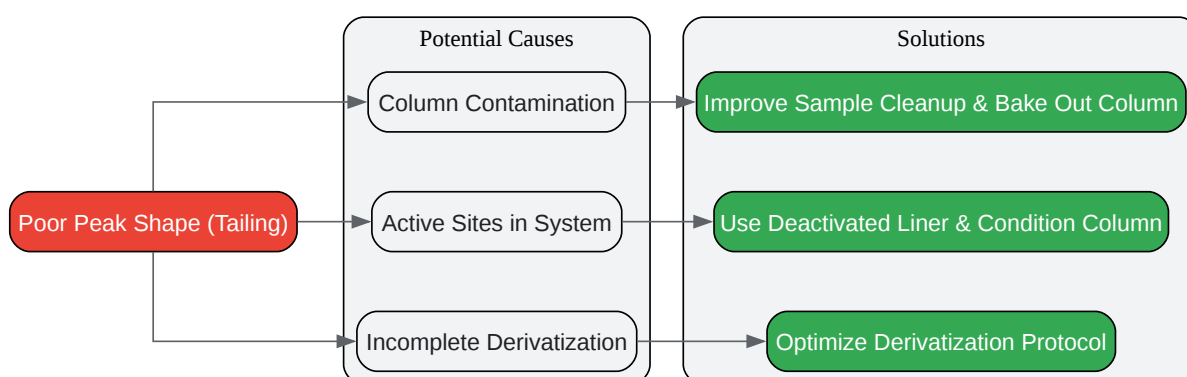 Potential Causes
Solutions
Column Contamination
Improve Sample Cleanup & Bake Out Column
Poor Peak Shape (Tailing)
Active Sites in System
Use Deactivated Liner & Condition Column
Incomplete Derivatization
Optimize Derivatization Protocol